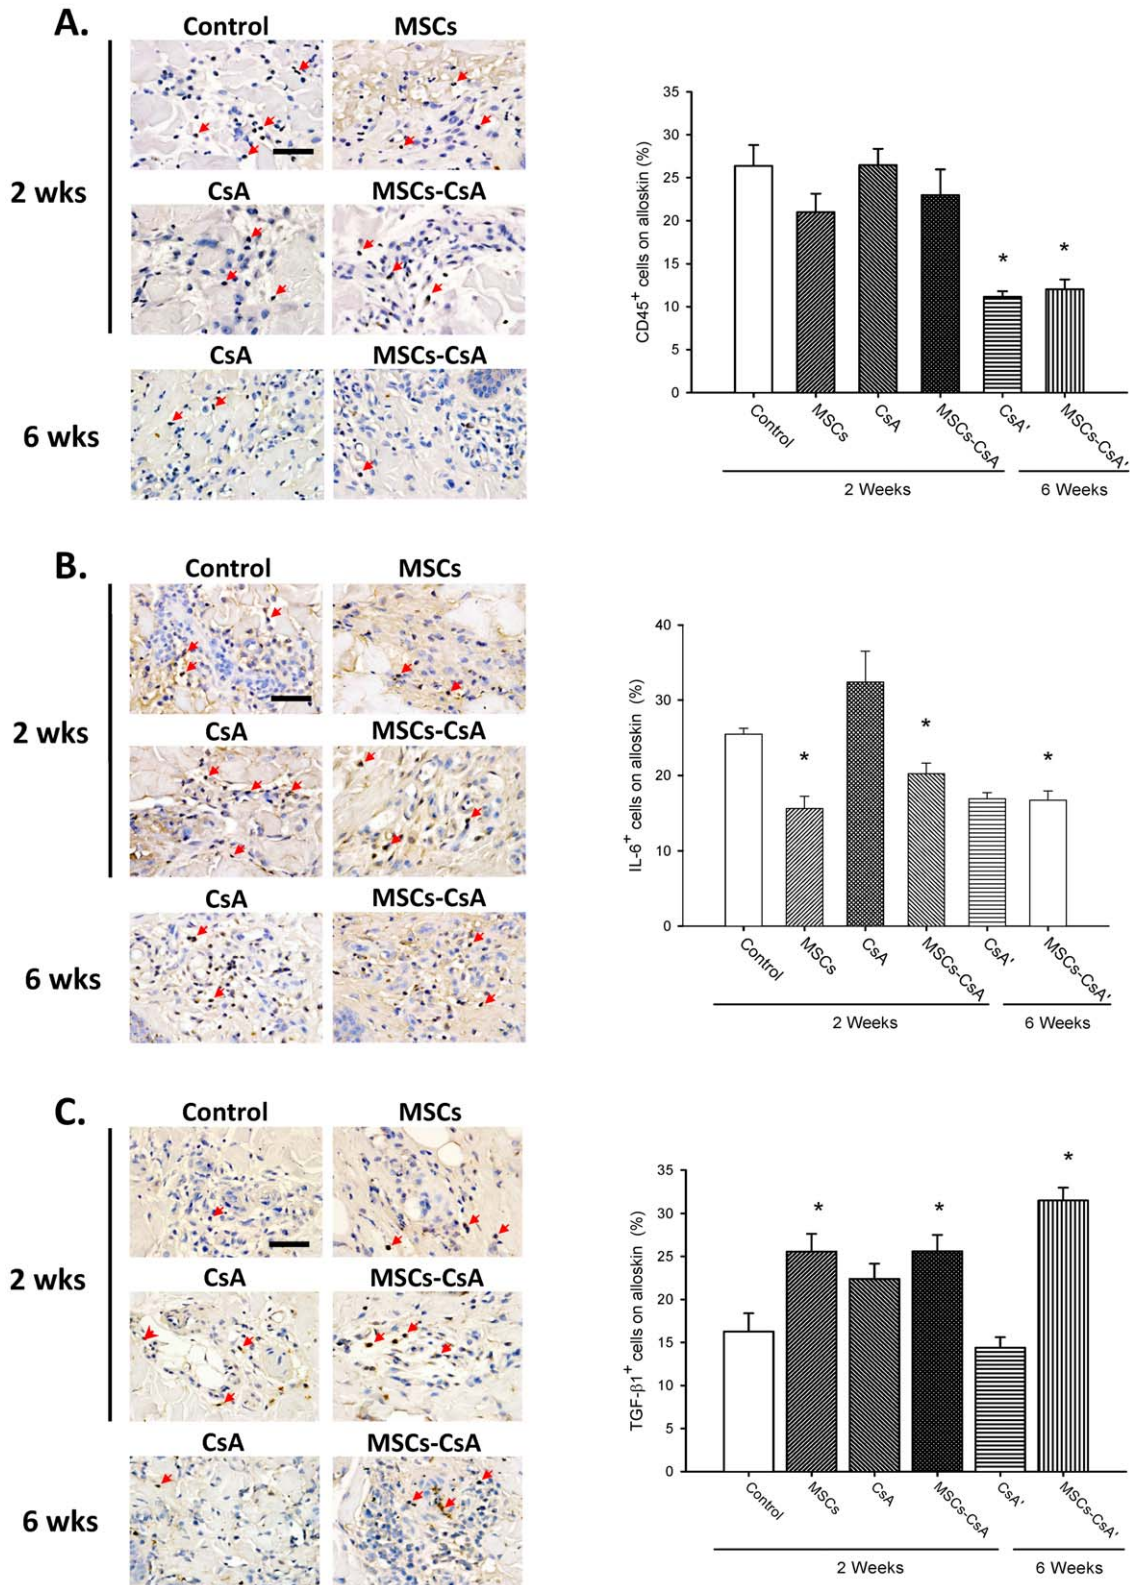 A.
Control MSCs
2 wks
CsA MSCs-CsA
CsA MSCs-CsA
6 wks
CD45+ cells on alloskin (%)
35
30
25
20
15
10
5
0
* *
Control MSCs CsA MSCs-CsA CsA' MSCs-CsA'
2 Weeks 6 Weeks
B.
Control MSCs
2 wks
CsA MSCs-CsA
CsA MSCs-CsA
6 wks
IL-6+ cells on alloskin (%)
40
30
20
10
0
* * *
Control MSCs CsA MSCs-CsA CsA' MSCs-CsA'
2 Weeks 6 Weeks
C.
Control MSCs
2 wks
CsA MSCs-CsA
CsA MSCs-CsA
6 wks
TGF-β1+ cells on alloskin (%)
35
30
25
20
15
10
5
0
* * *
Control MSCs CsA MSCs-CsA CsA' MSCs-CsA'
2 Weeks 6 Weeks